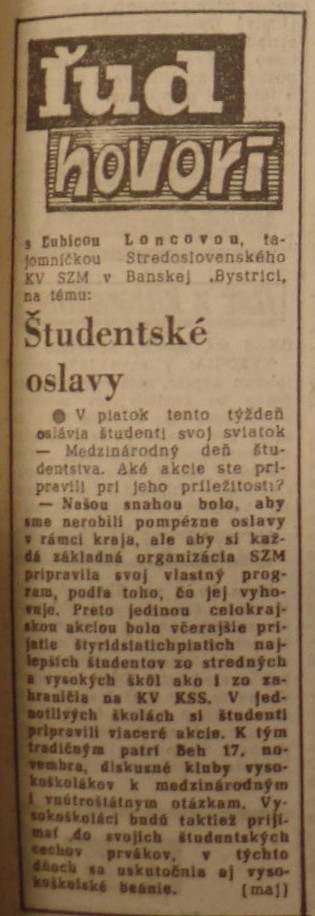 ľud
hovorí
s Ľubicou Loncovou, ta-
jomníčkou Stredoslovenského
KV SZM v Banskej Bystrici,
na tému:
Študentské
oslavy
● V piatok tento týždeň
oslávia študenti svoj sviatok
— Medzinárodný deň štu-
dentstva. Aké akcie ste pri-
pravili pri jeho príležitosti?
— Našou snahou bolo, aby
sme nerobili pompézne oslavy
v rámci kraja, ale aby si kaž-
dá základná organizácia SZM
pripravila svoj vlastný prog-
ram, podľa toho, čo jej vyho-
vuje. Preto jedinou celokraj-
skou akciou bolo včerajšie pri-
jatie štyridsiatichpiatich naj-
lepších študentov zo stredných
a vysokých škôl ako i zo za-
hraničia na KV KSS. V jed-
notlivých školách si študenti
pripravili viaceré akcie. K tým
tradičným patrí Beh 17. no-
vembra, diskusné kluby vyso-
koškolákov k medzinárodným
i vnútroštátnym otázkam. Vy-
sokoškoláci budú taktiež prijí-
mať do svojich študentských
cechov prvákov, v týchto
dňoch sa uskutočnia aj vyso-
koškolské beánie. (maj)